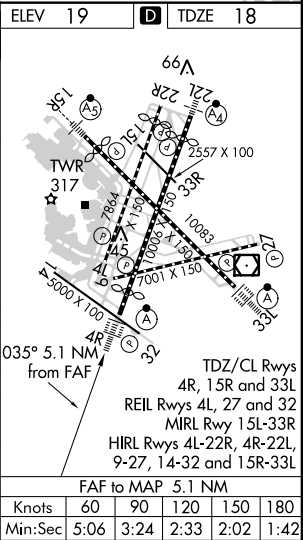 ELEV 19
D
TDZE 18
99
22L
22R
15R
A5
15L
P
P
A4
2557 X 100
33R
TWR
317
7864
X 150
10083
X 150
P
45
10006
150
27
4L
9
P
7001 X 150
P
14
5000 X 100
A
A
33L
4R
32
P
035° 5.1 NM
from FAF
TDZ/CL Rwys
4R, 15R and 33L
REIL Rwys 4L, 27 and 32
MIRL Rwy 15L-33R
HIRL Rwys 4L-22R, 4R-22L,
9-27, 14-32 and 15R-33L
FAF to MAP 5.1 NM
Knots 60 90 120 150 180
Min:Sec 5:06 3:24 2:33 2:02 1:42